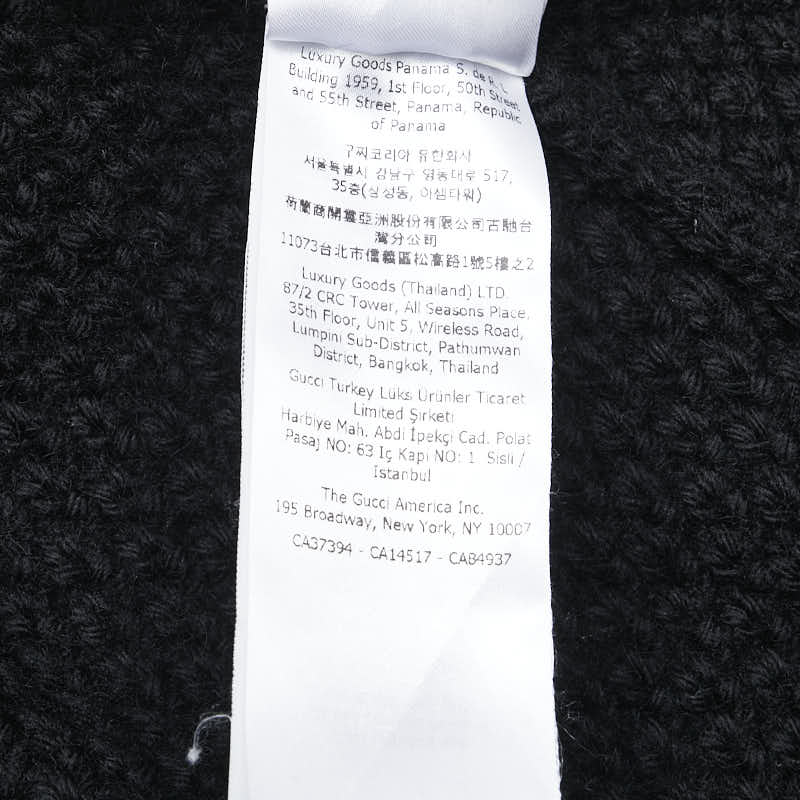 Luxury Goods Panama S. de R. L.
Building 1959, 1st Floor, 50th Street
and 55th Street, Panama, Republic
of Panama
구찌코리아 유한회사
서울특별시 강남구 영동대로 517,
35층(삼성동, 아셈타워)
荷蘭商開雲亞洲股份有限公司古馳台
灣分公司
11073台北市信義區松高路1號5樓之2
Luxury Goods (Thailand) LTD.
87/2 CRC Tower, All Seasons Place,
35th Floor, Unit 5, Wireless Road,
Lumpini Sub-District, Pathumwan
District, Bangkok, Thailand
Gucci Turkey Lüks Ürünler Ticaret
Limited Şirketi
Harbiye Mah. Abdi İpekçi Cad. Polat
Pasaj NO: 63 İç Kapı NO: 1 Sisli /
İstanbul
The Gucci America Inc.
195 Broadway, New York, NY 10007
CA37394 - CA14517 - CA84937